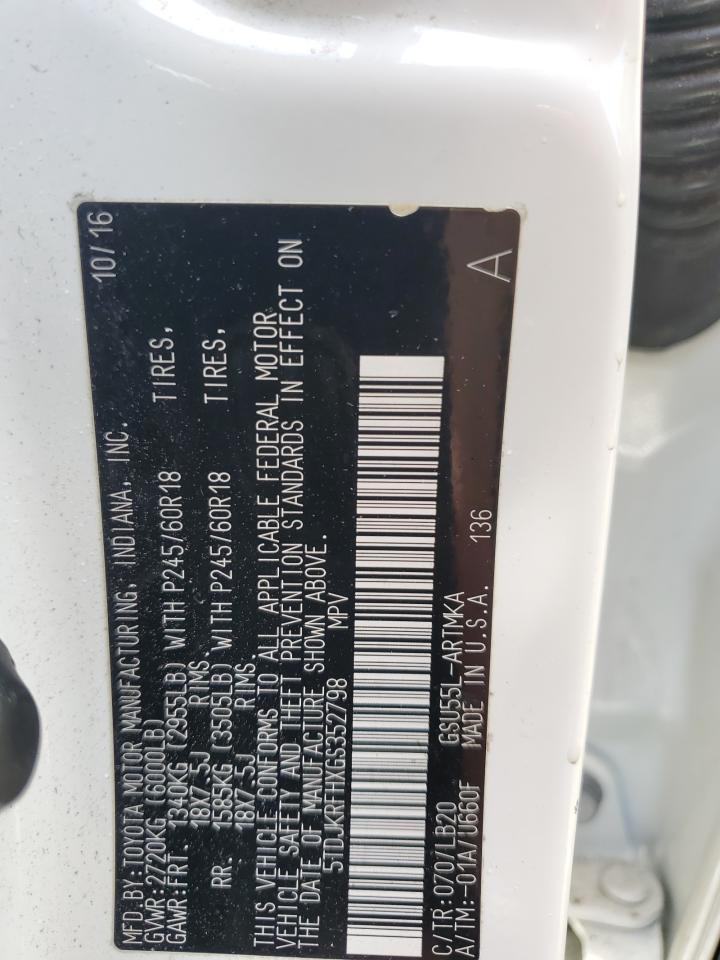 MFD.BY:TOYOTA MOTOR MANUFACTURING, INDIANA, INC. 10/16
GVWR:2720KG (6000LB)
GAWR:FRT. 1340KG (2955LB) WITH P245/60R18 TIRES,
18X7.5J RIMS.
RR. 1585KG (3505LB) WITH P245/60R18 TIRES,
18X7.5J RIMS.
THIS VEHICLE CONFORMS TO ALL APPLICABLE FEDERAL MOTOR
VEHICLE SAFETY AND THEFT PREVENTION STANDARDS IN EFFECT ON
THE DATE OF MANUFACTURE SHOWN ABOVE.
5TDJKRFHXGS352798 MPV
C/TR:070/LB20 GSU55L-ARTMKA
A/TM:-01A/U660F MADE IN U.S.A. 136 A